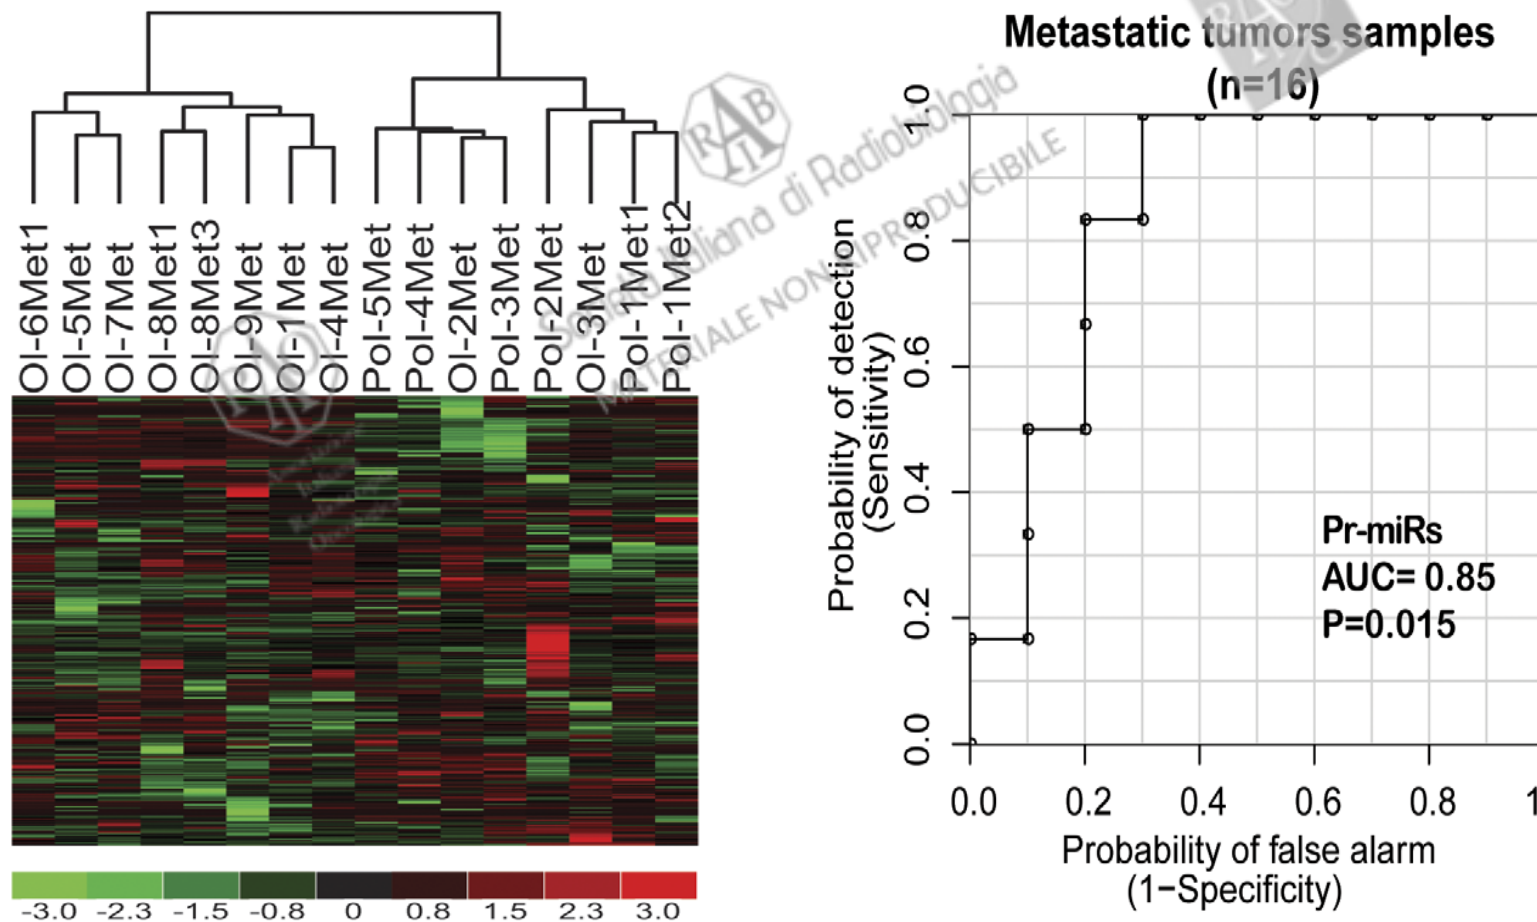 Metastatic tumors samples
(n=16)
Ol-6Met1
Ol-5Met
Ol-7Met
Ol-8Met1
Ol-8Met3
Ol-9Met
Ol-1Met
Ol-4Met
Pol-5Met
Pol-4Met
Ol-2Met
Pol-3Met
Pol-2Met
Ol-3Met
Pol-1Met1
Pol-1Met2
-3.0 -2.3 -1.5 -0.8 0 0.8 1.5 2.3 3.0
Probability of detection
(Sensitivity)
1.0
0.8
0.6
0.4
0.2
0.0
Pr-miRs
AUC= 0.85
P=0.015
0.0 0.2 0.4 0.6 0.8 1
Probability of false alarm
(1−Specificity)
Società Italiana di Radiobiologia
MATERIALE NON RIPRODUCIBILE